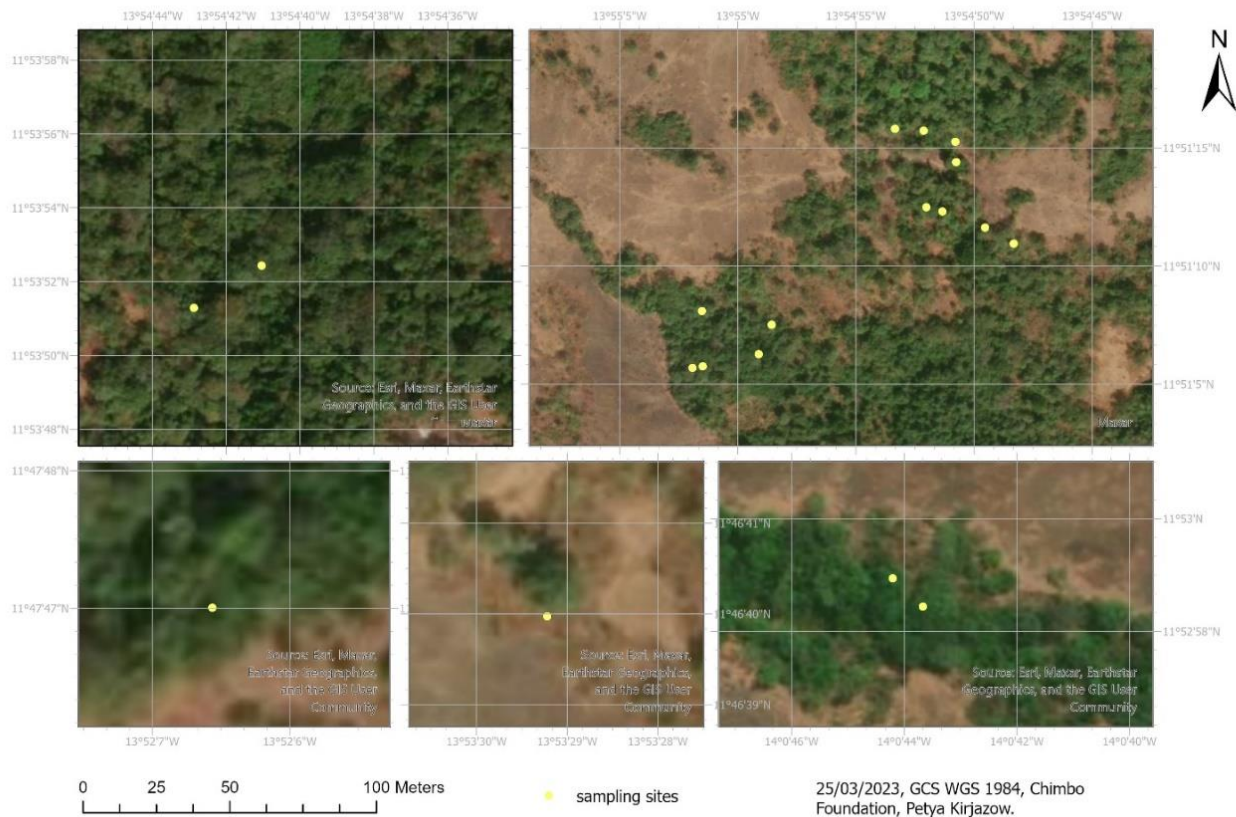 13°54'44"W 13°54'42"W 13°54'40"W 13°54'38"W 13°54'36"W
13°55'5"W 13°55'W 13°54'55"W 13°54'50"W 13°54'45"W
N
11°53'58"N
11°53'56"N
11°53'54"N
11°53'52"N
11°53'50"N
11°53'48"N
Source: Esri, Maxar, Earthstar
Geographics, and the GIS User
11°51'15"N
11°51'10"N
11°51'5"N
Maxar
11°47'48"N
11°47'47"N
Source: Esri, Maxar,
Earthstar Geographics,
and the GIS User
Community
13°52'7"W 13°52'6"W
11°46'41"N
11°46'40"N
11°46'39"N
Source: Esri, Maxar,
Earthstar Geographics,
and the GIS User
Community
13°53'30"W 13°53'29"W 13°53'28"W
11°53'N
11°52'58"N
Source: Esri, Maxar, Earthstar
Geographics, and the GIS User
Community
14°0'46"W 14°0'44"W 14°0'42"W 14°0'40"W
0 25 50 100 Meters
sampling sites
25/03/2023, GCS WGS 1984, Chimbo
Foundation, Petya Kirjazow.